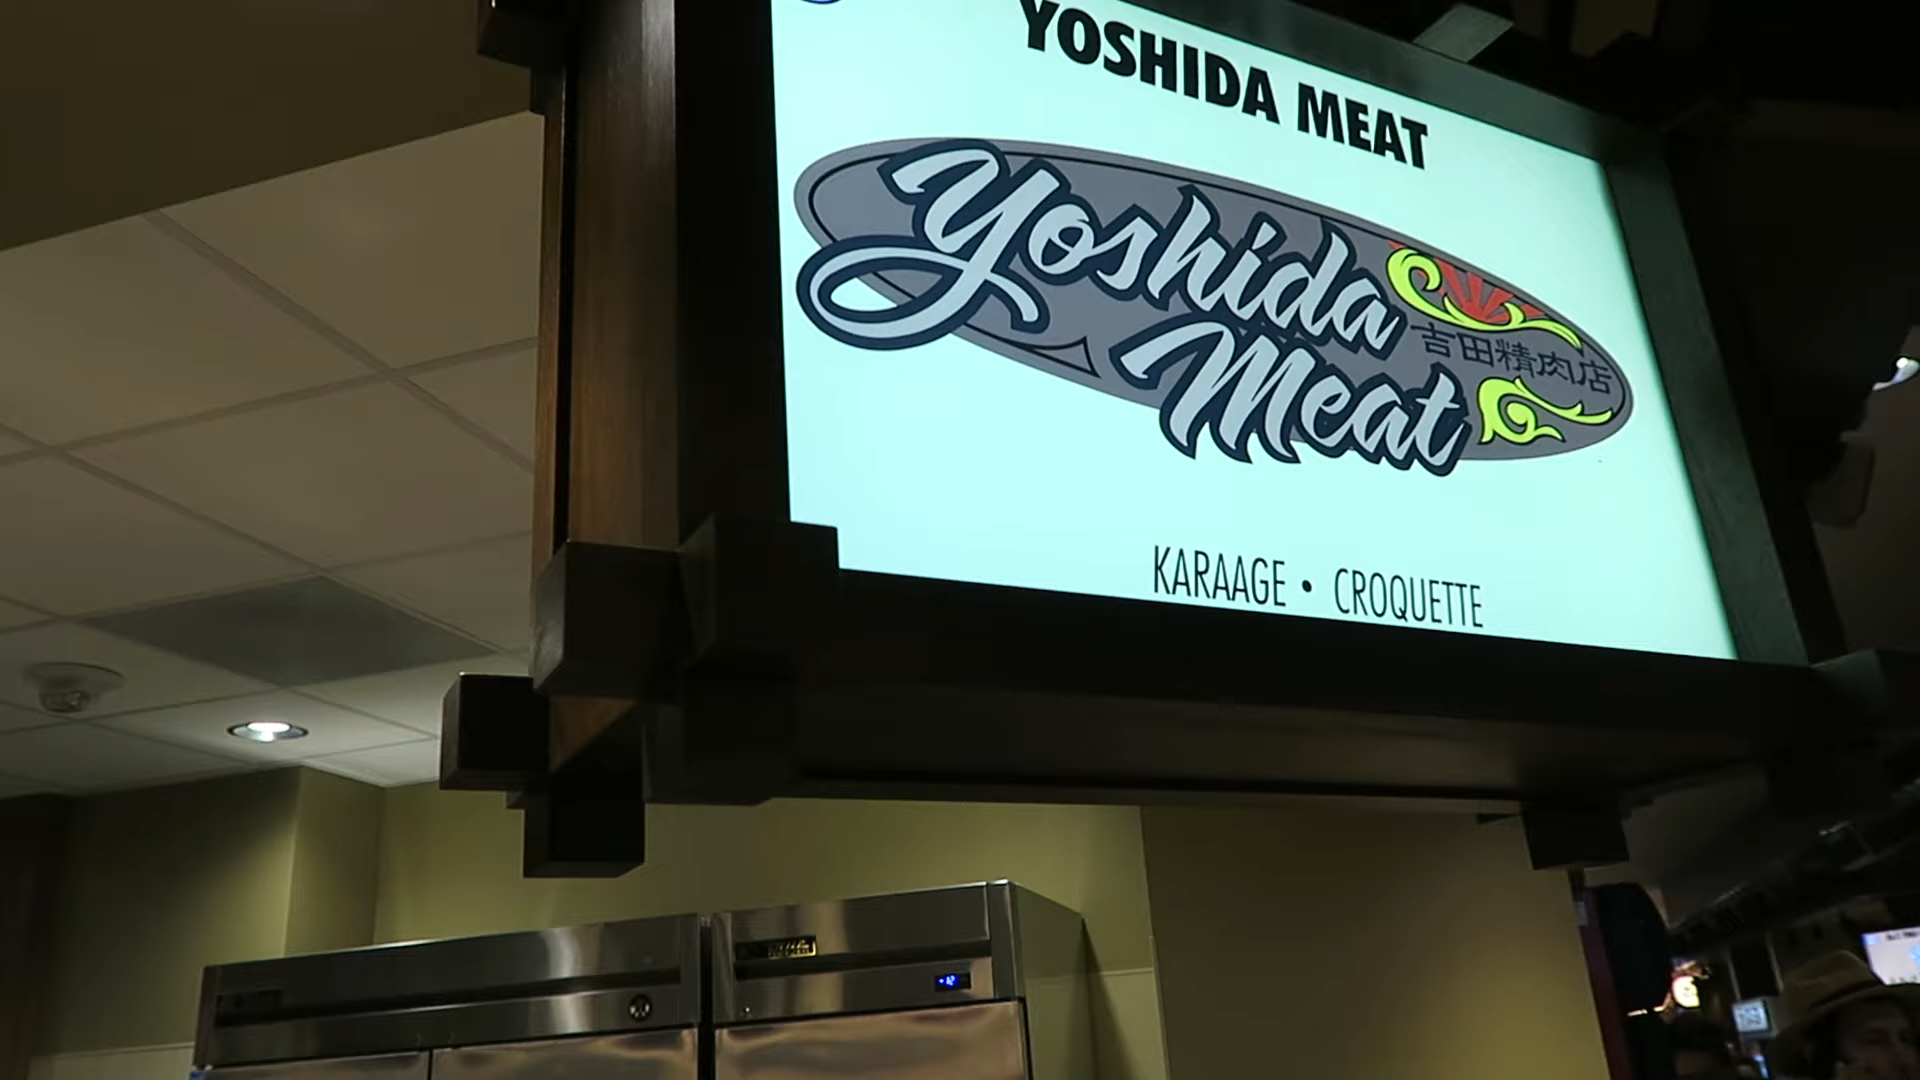 YOSHIDA MEAT
Yoshida
Meat
吉田精肉店
KARAAGE • CROQUETTE